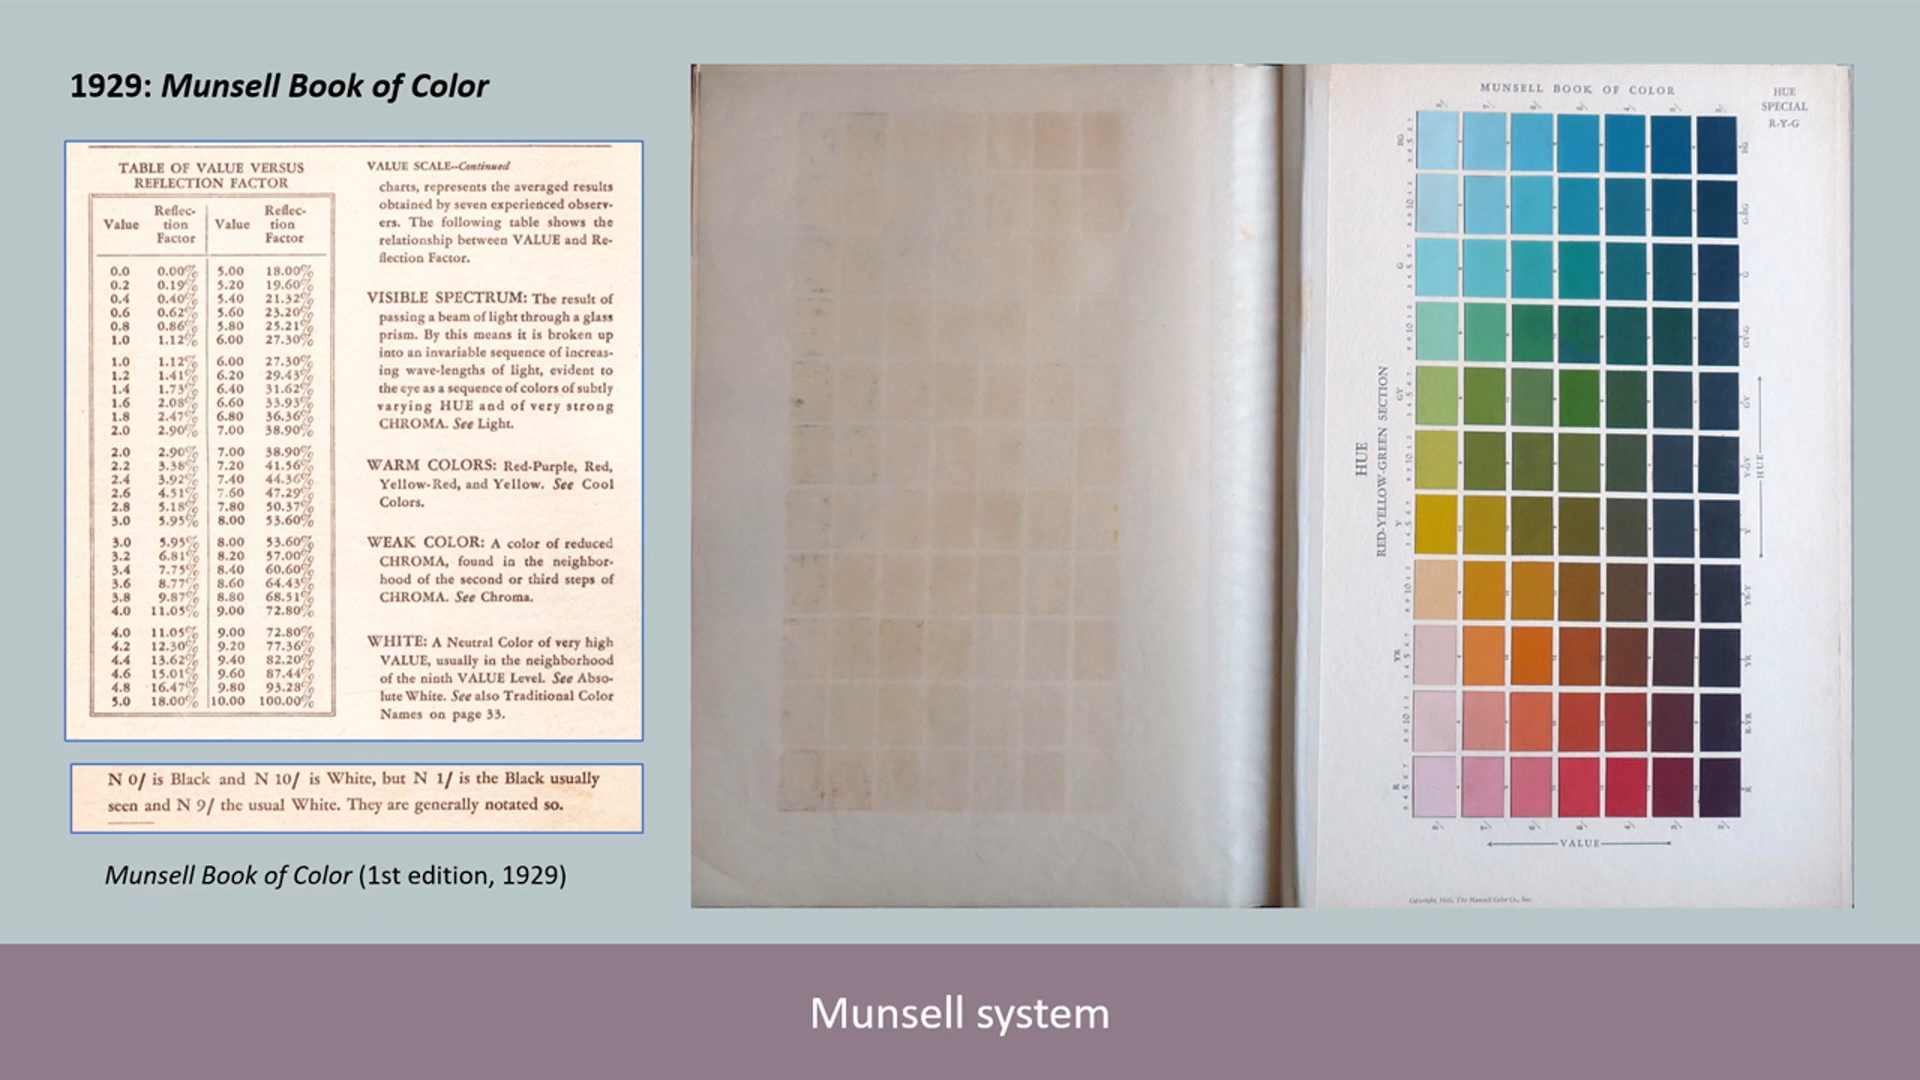 1929: Munsell Book of Color
TABLE OF VALUE VERSUS
REFLECTION FACTOR
Value Reflec- tion Factor Value Reflec- tion Factor
0.0 0.00% 5.00 18.00%
0.2 0.19% 5.20 19.60%
0.4 0.40% 5.40 21.32%
0.6 0.62% 5.60 23.20%
0.8 0.86% 5.80 25.21%
1.0 1.12% 6.00 27.30%
1.0 1.12% 6.00 27.30%
1.2 1.41% 6.20 29.43%
1.4 1.73% 6.40 31.62%
1.6 2.08% 6.60 33.93%
1.8 2.47% 6.80 36.36%
2.0 2.90% 7.00 38.90%
2.0 2.90% 7.00 38.90%
2.2 3.38% 7.20 41.56%
2.4 3.92% 7.40 44.36%
2.6 4.51% 7.60 47.29%
2.8 5.18% 7.80 50.37%
3.0 5.95% 8.00 53.60%
3.0 5.95% 8.00 53.60%
3.2 6.81% 8.20 57.00%
3.4 7.75% 8.40 60.60%
3.6 8.77% 8.60 64.43%
3.8 9.87% 8.80 68.51%
4.0 11.05% 9.00 72.80%
4.0 11.05% 9.00 72.80%
4.2 12.30% 9.20 77.36%
4.4 13.62% 9.40 82.20%
4.6 15.01% 9.60 87.44%
4.8 16.47% 9.80 93.28%
5.0 18.00% 10.00 100.00%
VALUE SCALE—Continued
charts, represents the averaged results
obtained by seven experienced observ-
ers. The following table shows the
relationship between VALUE and Re-
flection Factor.
VISIBLE SPECTRUM: The result of
passing a beam of light through a glass
prism. By this means it is broken up
into an invariable sequence of increas-
ing wave-lengths of light, evident to
the eye as a sequence of colors of subtly
varying HUE and of very strong
CHROMA. See Light.
WARM COLORS: Red-Purple, Red,
Yellow-Red, and Yellow. See Cool
Colors.
WEAK COLOR: A color of reduced
CHROMA, found in the neighbor-
hood of the second or third steps of
CHROMA. See Chroma.
WHITE: A Neutral Color of very high
VALUE, usually in the neighborhood
of the ninth VALUE Level. See Abso-
lute White. See also Traditional Color
Names on page 33.
N 0/ is Black and N 10/ is White, but N 1/ is the Black usually
seen and N 9/ the usual White. They are generally notated so.
Munsell Book of Color (1st edition, 1929)
MUNSELL BOOK OF COLOR
HUE
SPECIAL
R-Y-G
HUE
RED-YELLOW-GREEN SECTION
BG
G
GY
Y
YR
R
HUE
VALUE
Copyright, 1929, The Munsell Color Co., Inc.
Munsell system